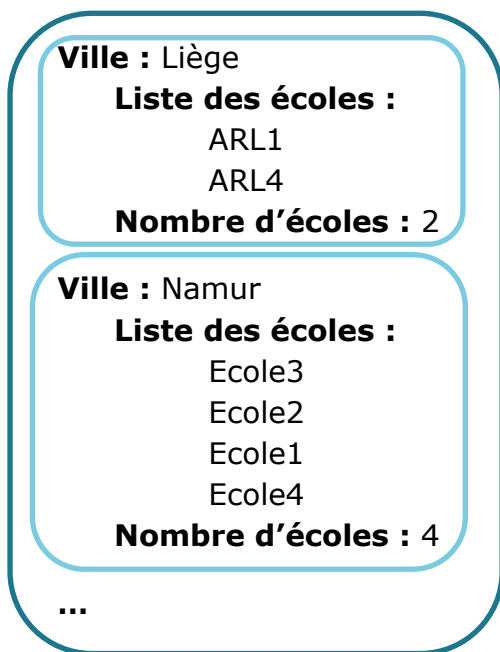 Ville : Liège
Liste des écoles :
ARL1
ARL4
Nombre d’écoles : 2
Ville : Namur
Liste des écoles :
Ecole3
Ecole2
Ecole1
Ecole4
Nombre d’écoles : 4
...